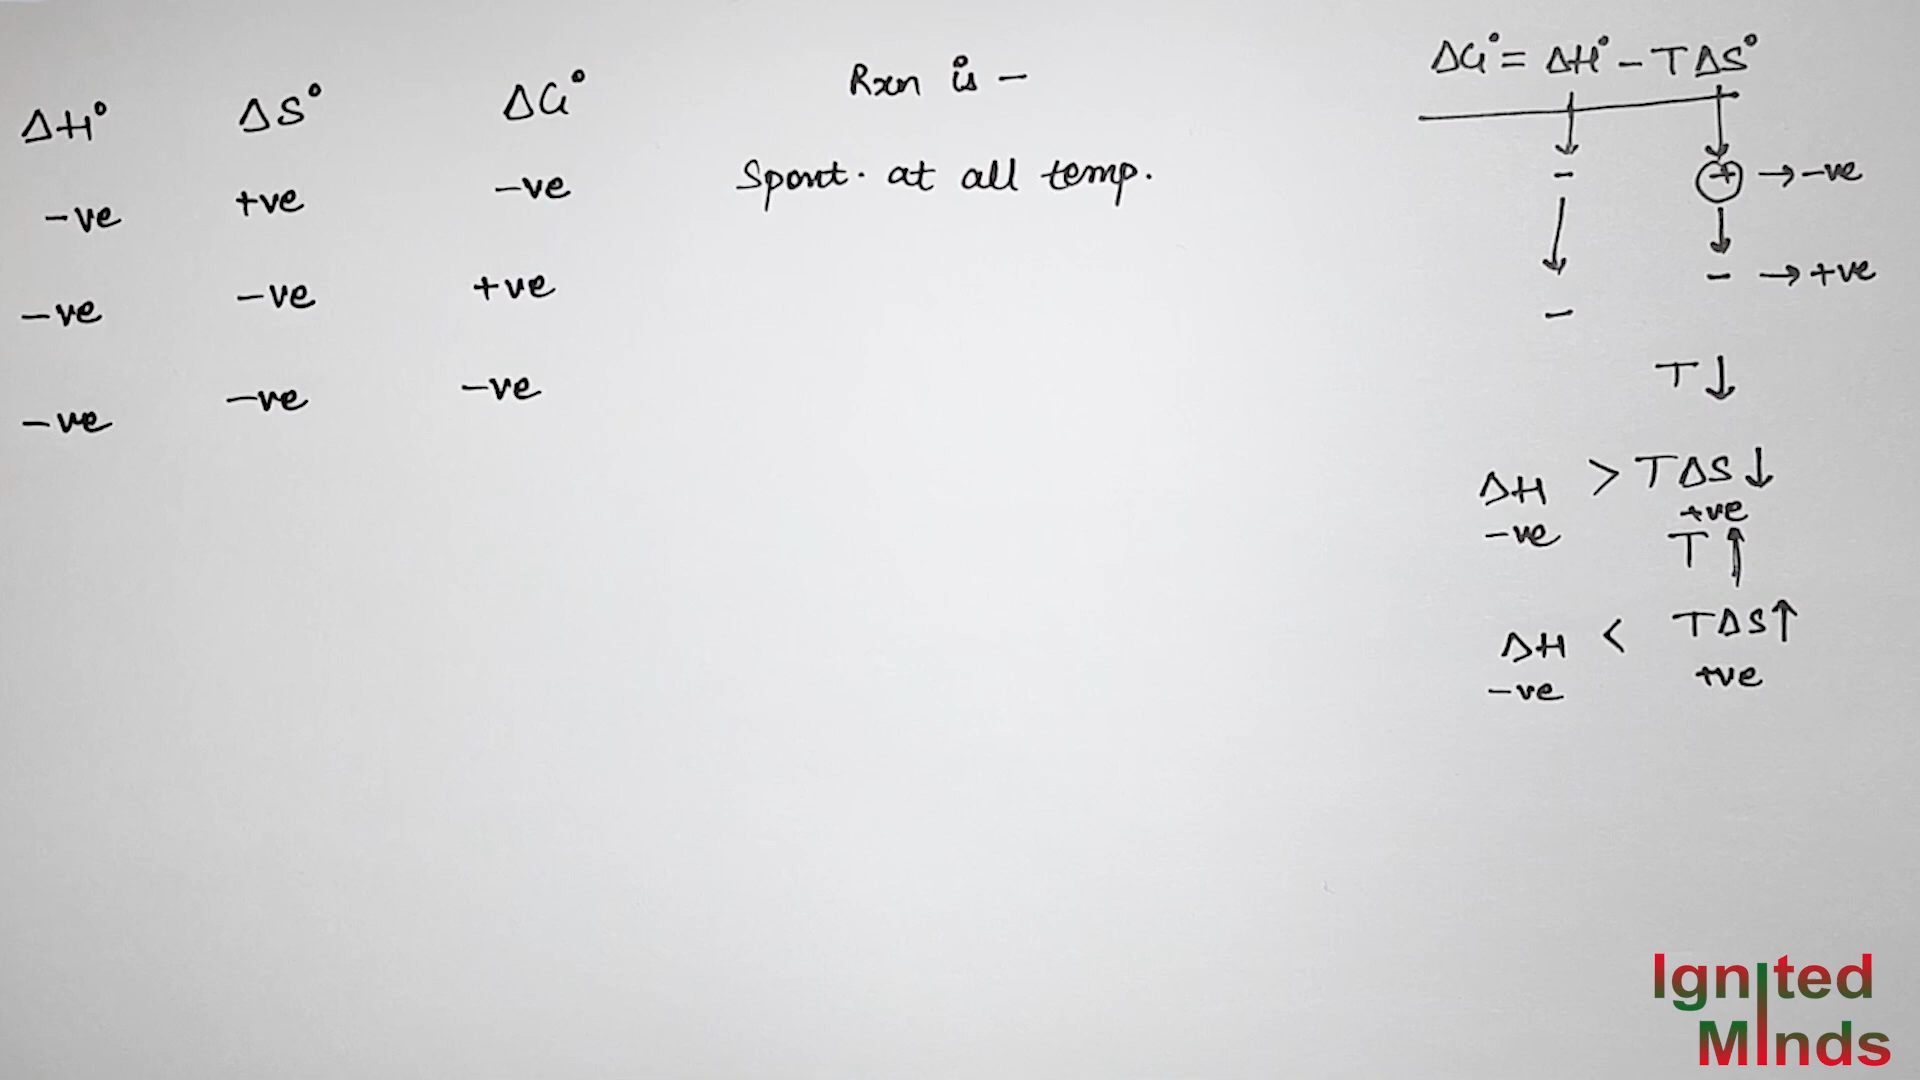 ΔH° ΔS° ΔG° Rxn is –
–ve +ve –ve Spont. at all temp.
–ve –ve +ve
–ve –ve –ve
ΔG° = ΔH° – TΔS°
– + → –ve
– – → +ve
T↓
ΔH > TΔS↓
–ve +ve
T↑
ΔH < TΔS↑
–ve +ve
Ignited
Minds